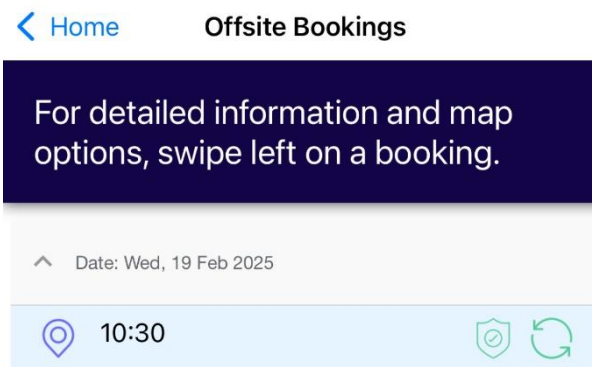 Home Offsite Bookings
For detailed information and map
options, swipe left on a booking.
Date: Wed, 19 Feb 2025
10:30